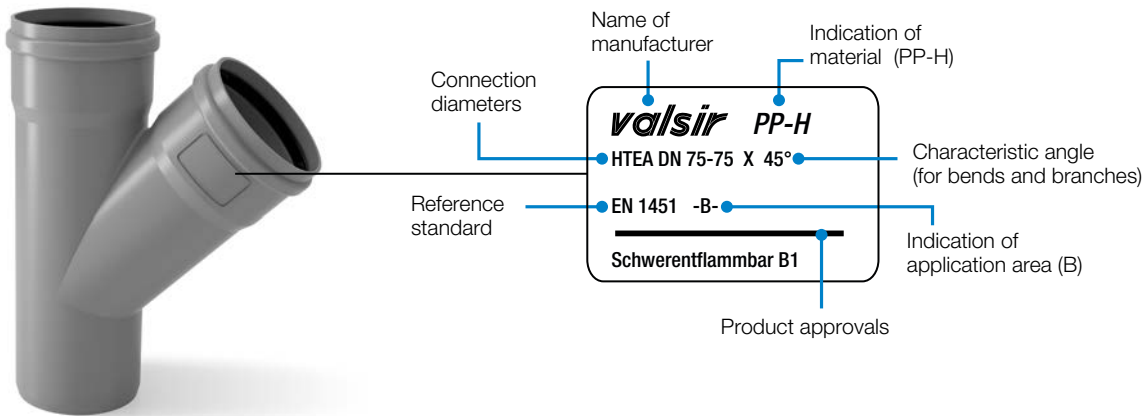 Name of
manufacturer
Indication of
material (PP-H)
Connection
diameters
valsir PP-H
HTEA DN 75-75 X 45°
Characteristic angle
(for bends and branches)
Reference
standard
EN 1451 -B-
Indication of
application area (B)
Schwerentflammbar B1
Product approvals